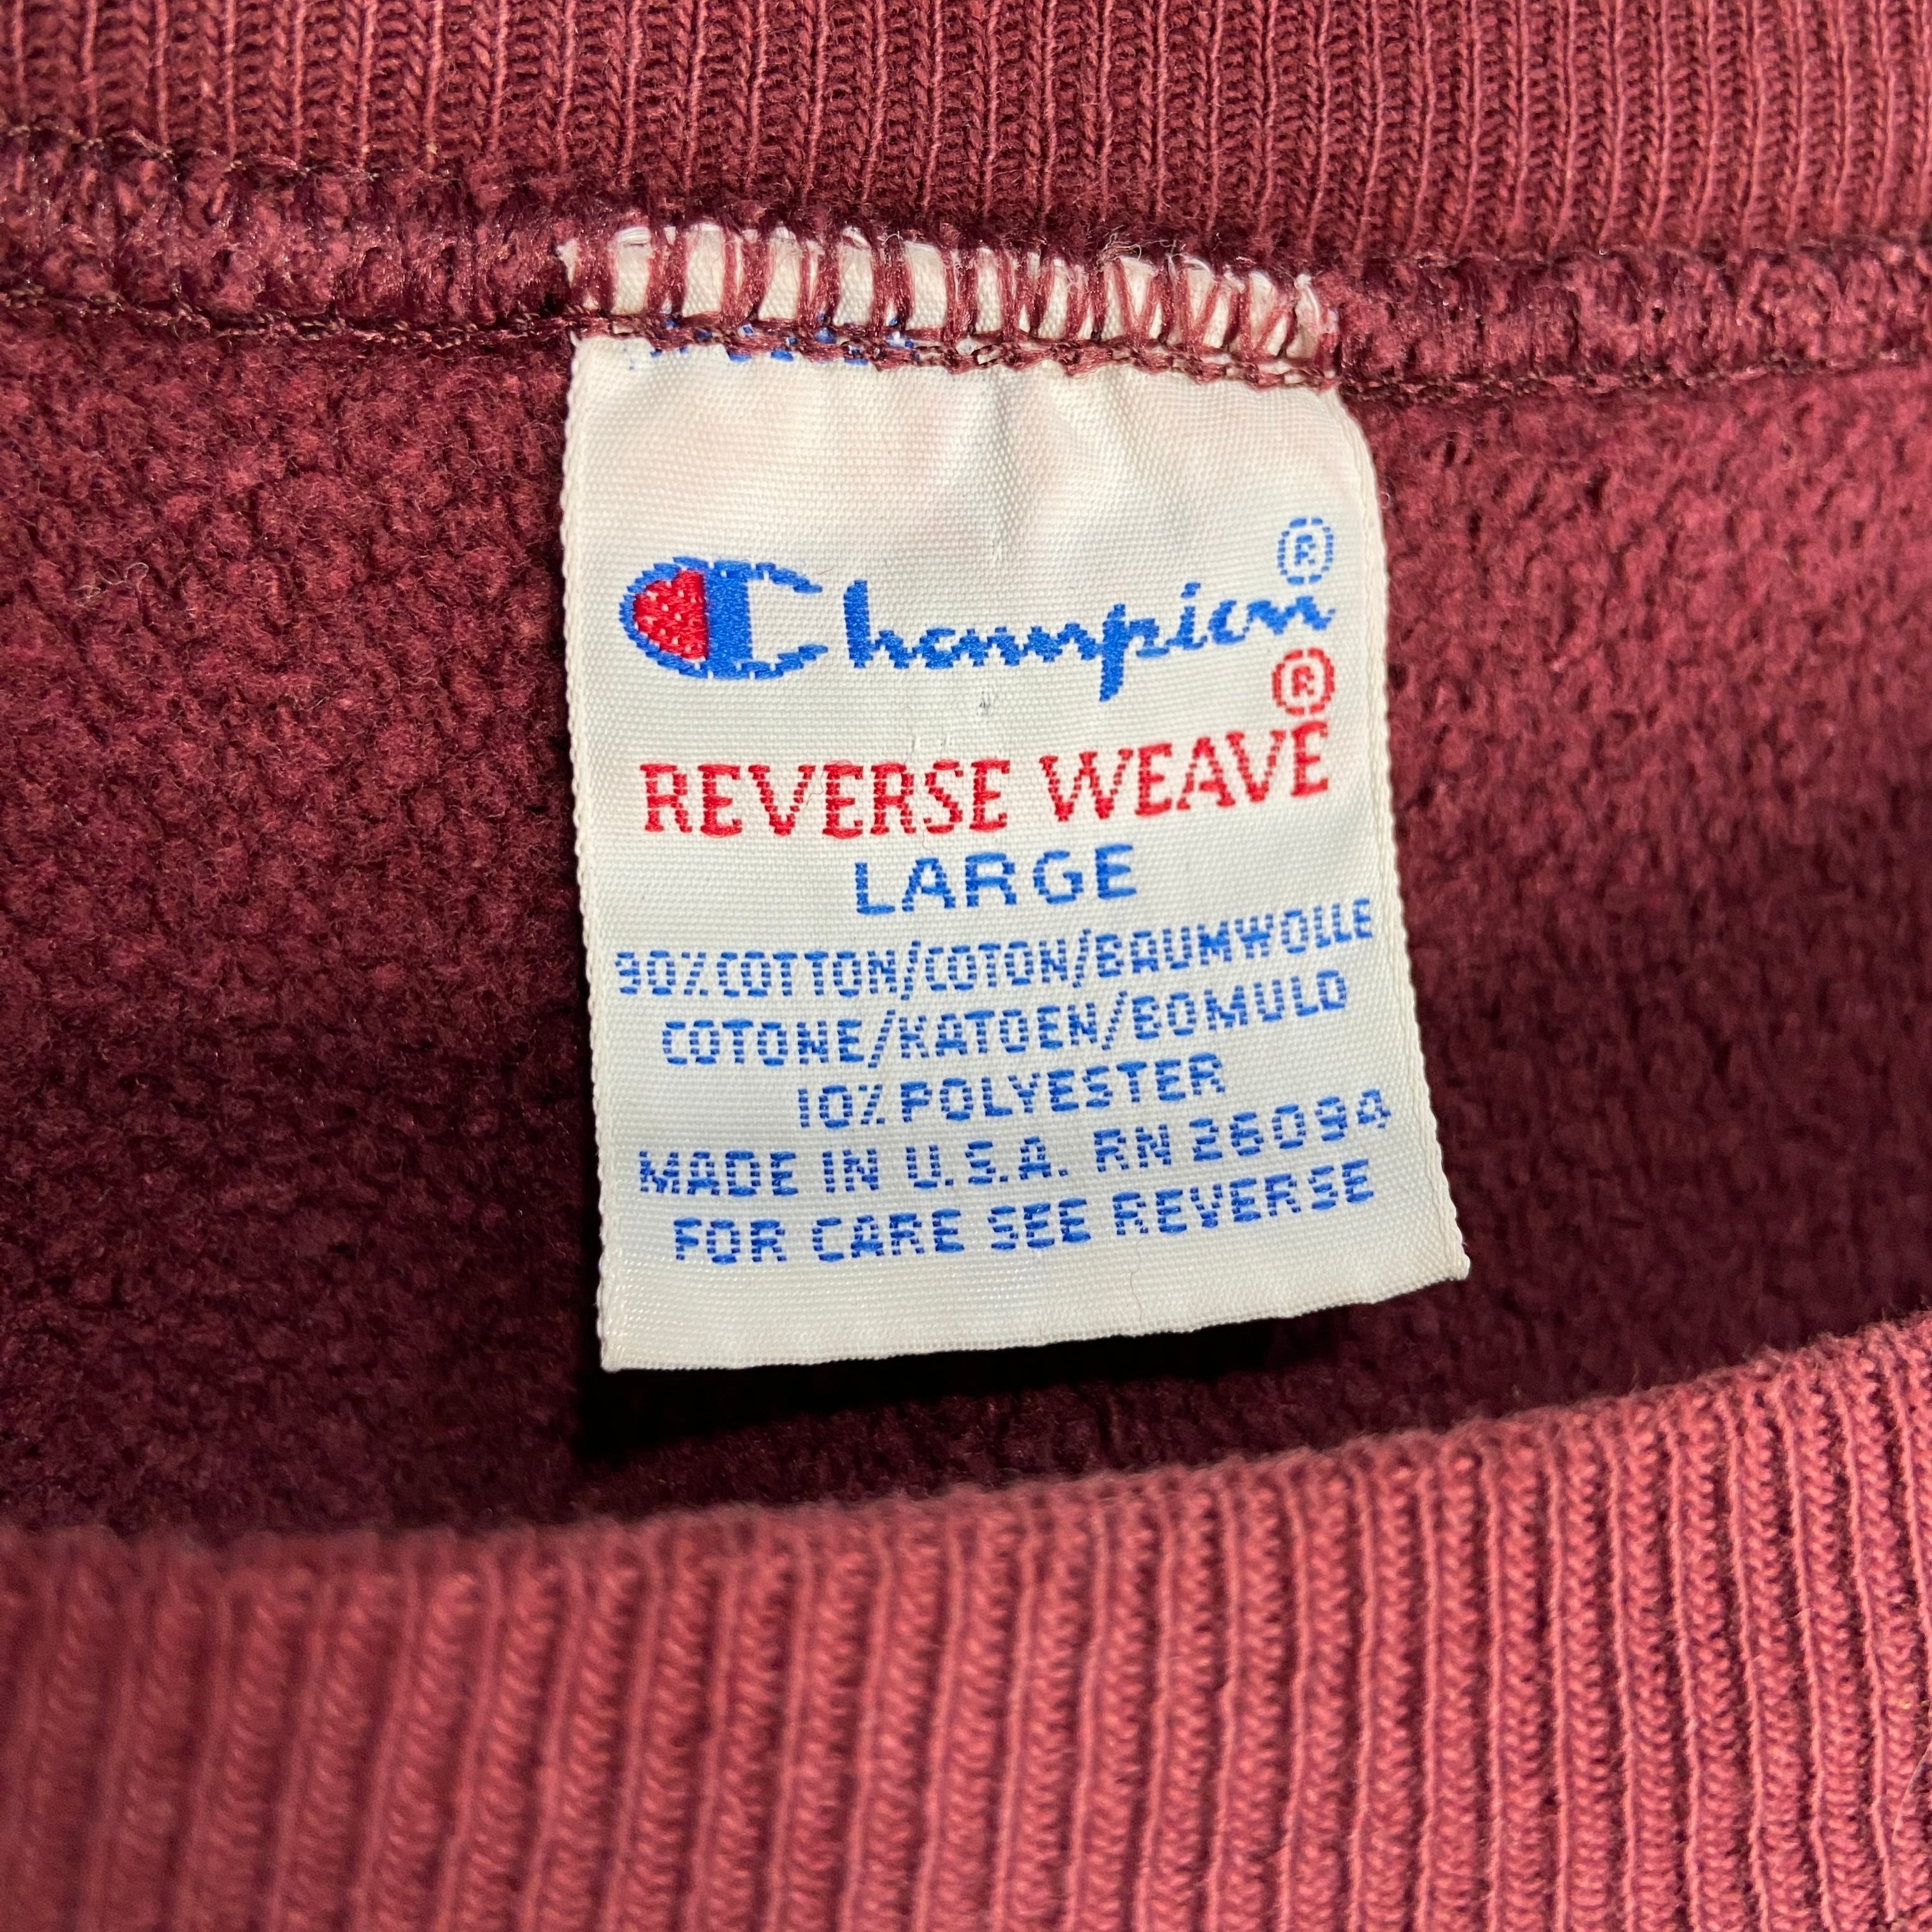 Champion®
REVERSE WEAVE®
LARGE
90% COTTON/COTON/BAUMWOLLE
COTONE/KATOEN/BOMULD
10% POLYESTER
MADE IN U.S.A. RN 26094
FOR CARE SEE REVERSE